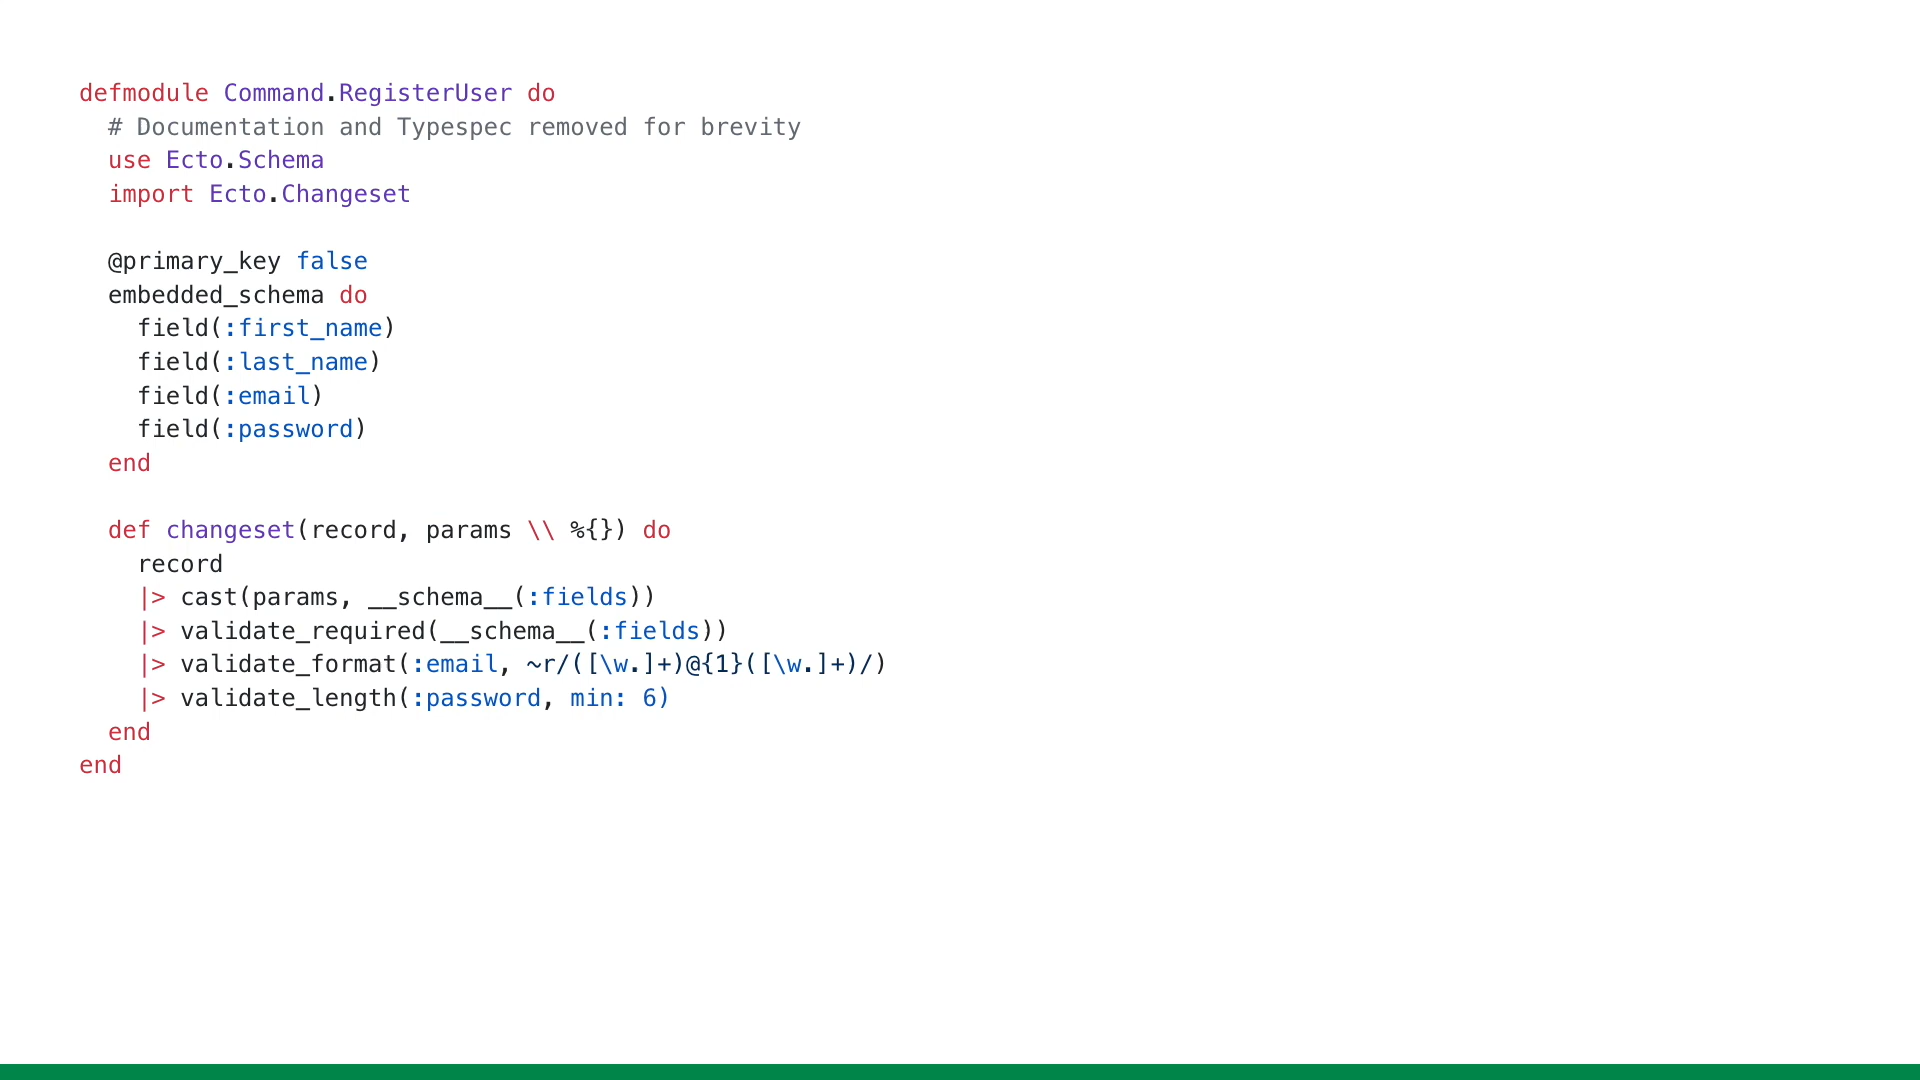 defmodule Command.RegisterUser do
  # Documentation and Typespec removed for brevity
  use Ecto.Schema
  import Ecto.Changeset

  @primary_key false
  embedded_schema do
    field(:first_name)
    field(:last_name)
    field(:email)
    field(:password)
  end

  def changeset(record, params \\ %{}) do
    record
    |> cast(params, __schema__(:fields))
    |> validate_required(__schema__(:fields))
    |> validate_format(:email, ~r/([\w.]+)@{1}([\w.]+)/)
    |> validate_length(:password, min: 6)
  end
end